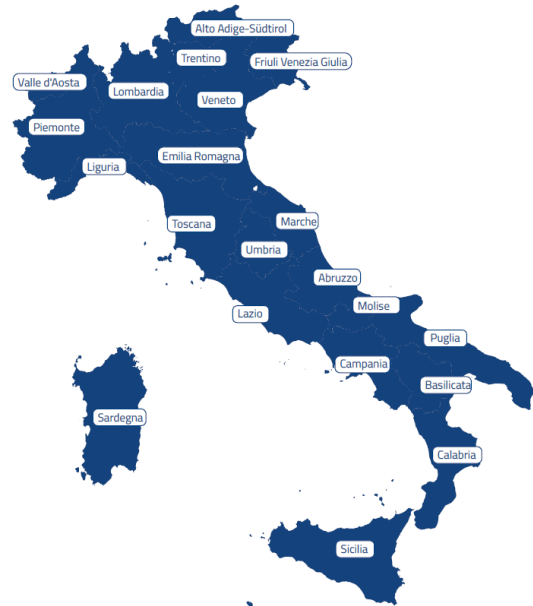 Alto Adige-Südtirol
Trentino
Friuli Venezia Giulia
Valle d'Aosta
Lombardia
Veneto
Piemonte
Emilia Romagna
Liguria
Toscana
Marche
Umbria
Abruzzo
Molise
Lazio
Puglia
Campania
Basilicata
Sardegna
Calabria
Sicilia